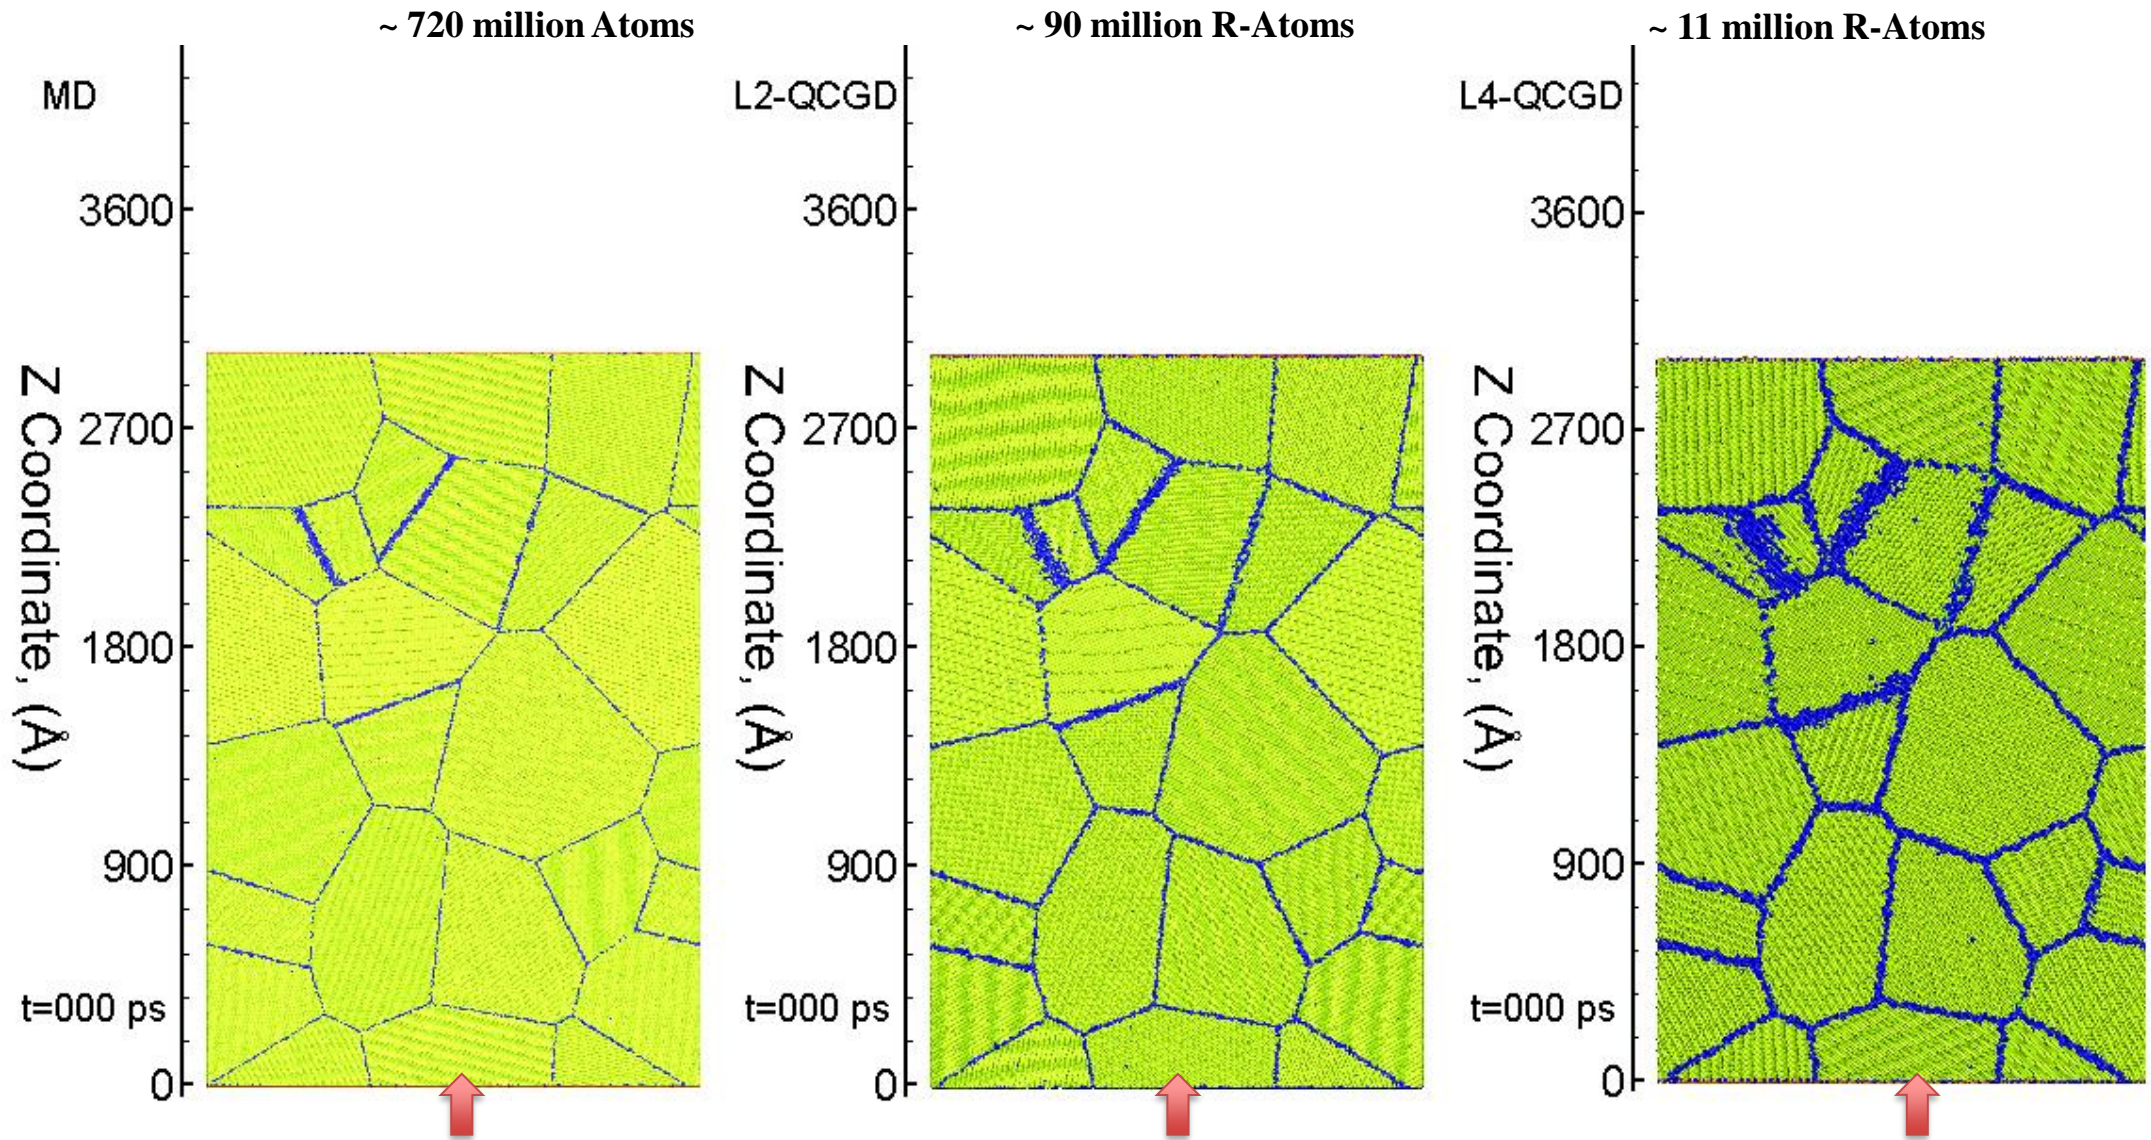 ~ 720 million Atoms
MD
3600
2700
1800
900
0
Z Coordinate, (Å)
t=000 ps
~ 90 million R-Atoms
L2-QCGD
3600
2700
1800
900
0
Z Coordinate, (Å)
t=000 ps
~ 11 million R-Atoms
L4-QCGD
3600
2700
1800
900
0
Z Coordinate, (Å)
t=000 ps